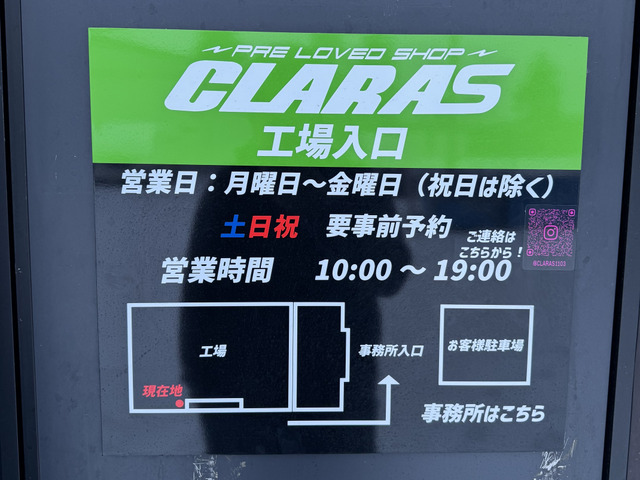 PRE LOVED SHOP
CLARAS
工場入口
営業日：月曜日～金曜日（祝日は除く）
土日祝 要事前予約
ご連絡は
こちらから！
営業時間 10:00 ～ 19:00
工場
現在地
事務所入口
お客様駐車場
事務所はこちら